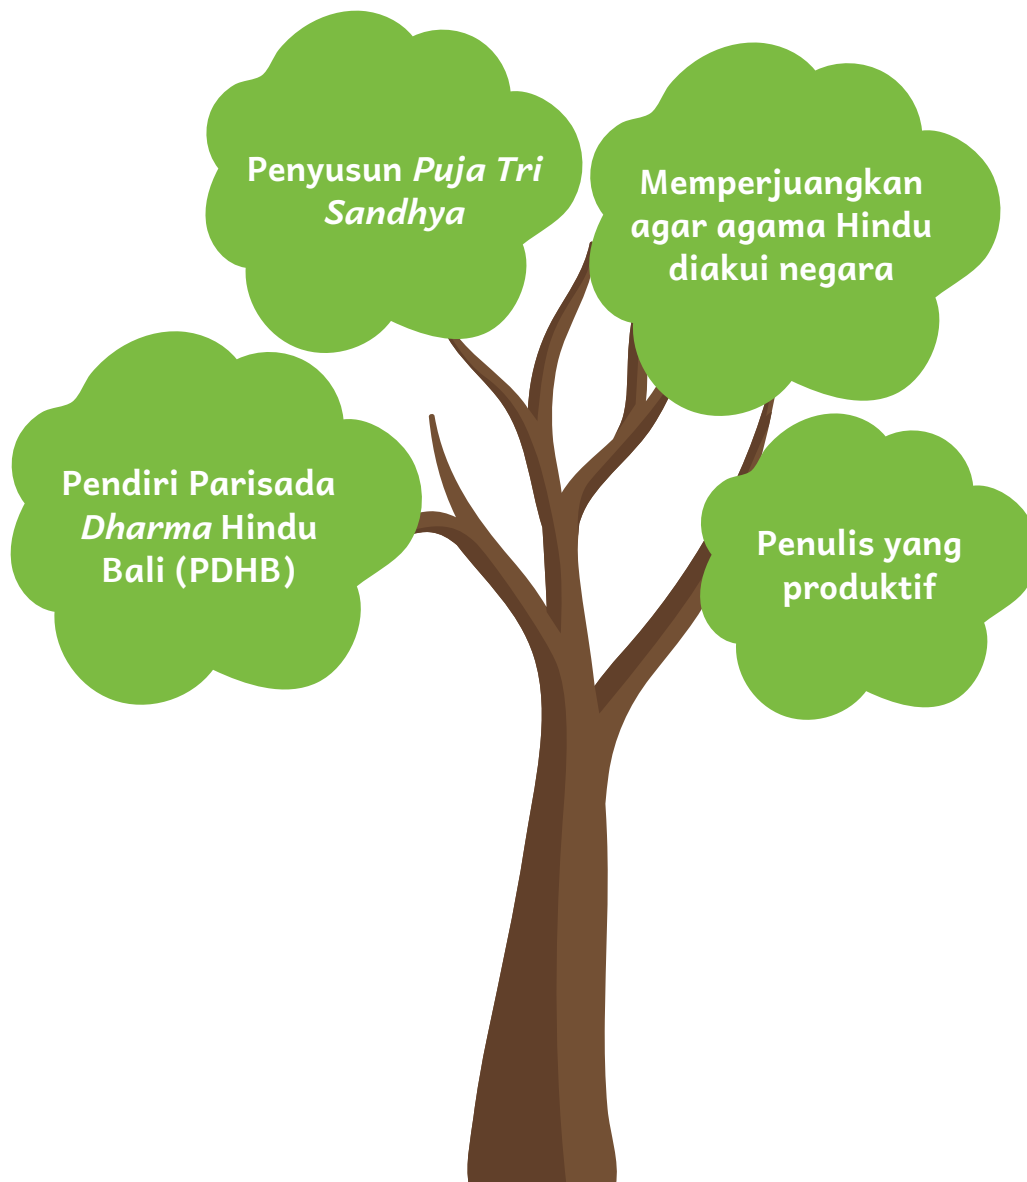 Penyusun Puja Tri
Sandhya
Memperjuangkan
agar agama Hindu
diakui negara
Pendiri Parisada
Dharma Hindu
Bali (PDHB)
Penulis yang
produktif